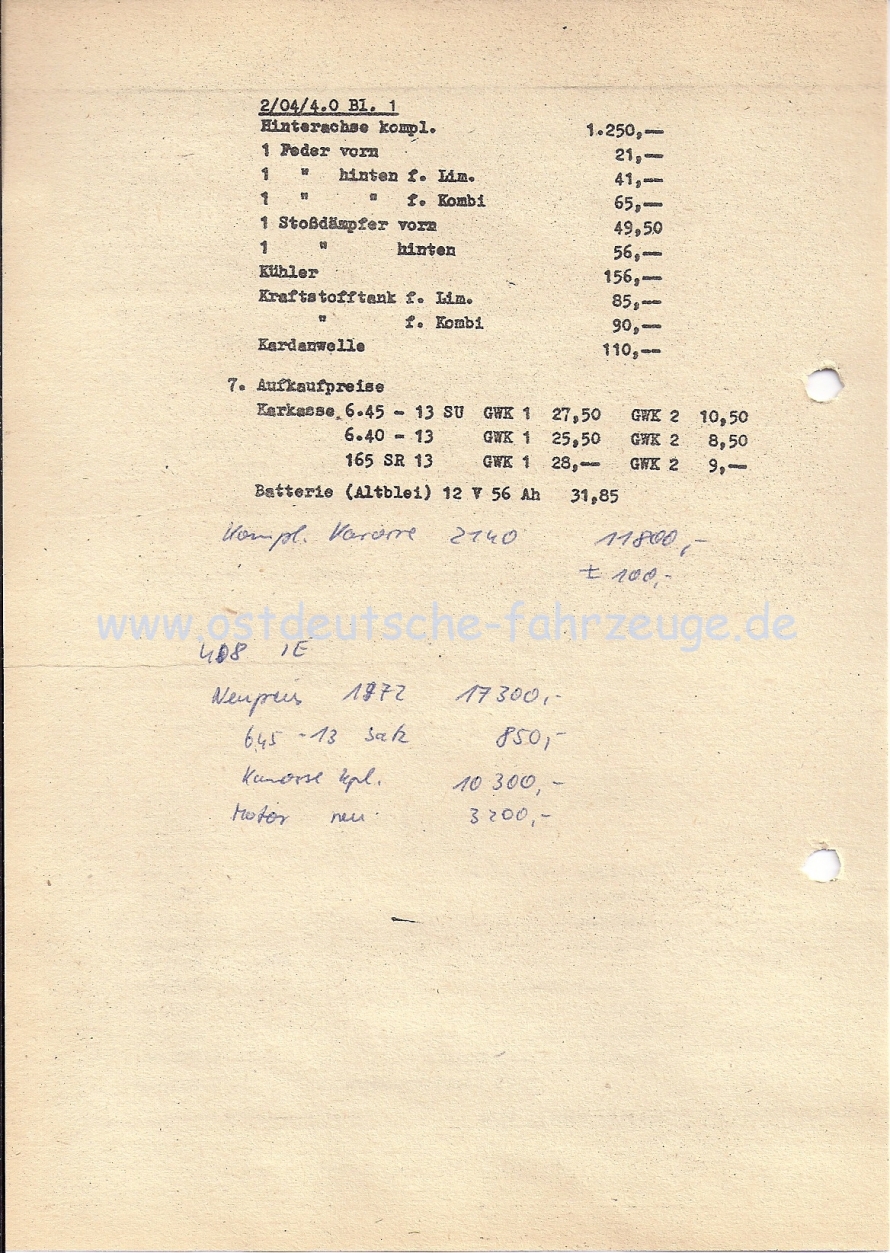 2/04/4.0 Bl. 1
Hinterachse kompl. 1.250,—
1 Feder vorn 21,—
1 " hinten f. Lim. 41,—
1 " " f. Kombi 65,—
1 Stoßdämpfer vorn 49,50
1 " hinten 56,—
Kühler 156,—
Kraftstofftank f. Lim. 85,—
" f. Kombi 90,—
Kardanwelle 110,—
7. Aufkaufpreise
Karkasse 6.45 - 13 SU GWK 1 27,50 GWK 2 10,50
6.40 - 13 GWK 1 25,50 GWK 2 8,50
165 SR 13 GWK 1 28,— GWK 2 9,—
Batterie (Altblei) 12 V 56 Ah 31,85
Kompl. Karosse 2140 11800,-
± 100,-
www.ostdeutsche-fahrzeuge.de
408 IE
Neupreis 1972 17300,-
6,45 -13 Satz 850,-
Karosse kpl. 10 300,-
Motor neu 3200,-